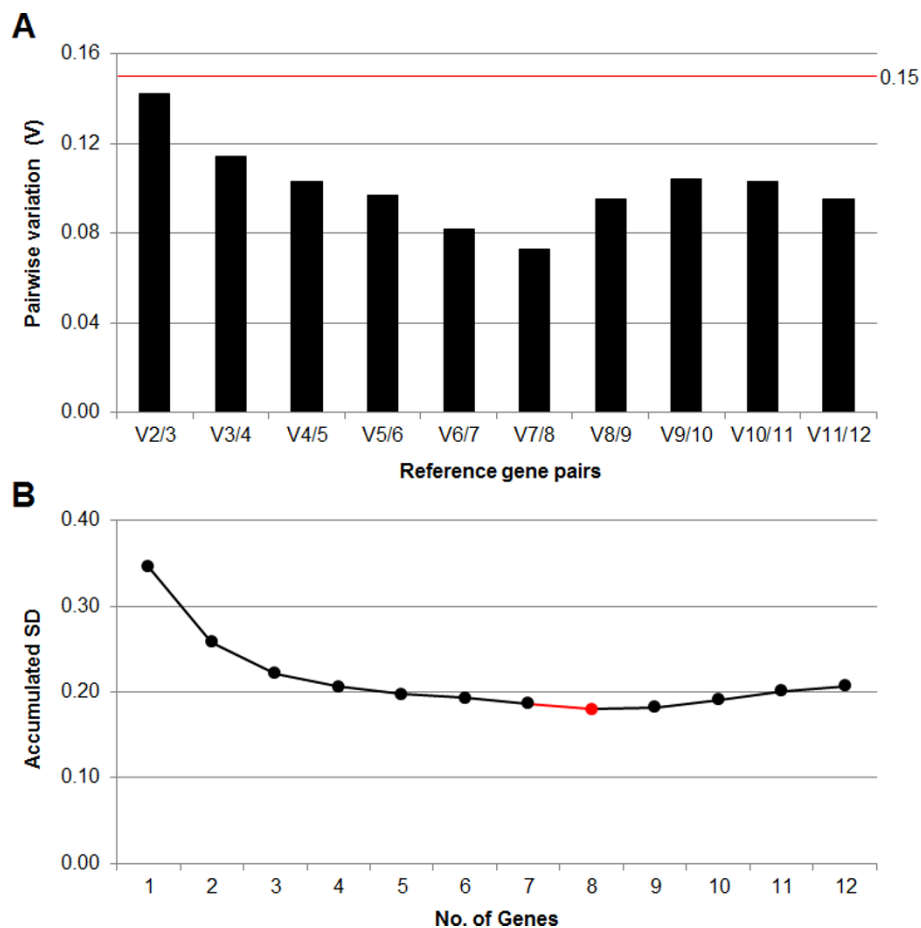 A
0.16
0.15
0.12
0.08
0.04
0.00
Pairwise variation (V)
V2/3 V3/4 V4/5 V5/6 V6/7 V7/8 V8/9 V9/10 V10/11 V11/12
Reference gene pairs
B
0.40
0.30
0.20
0.10
0.00
Accumulated SD
1 2 3 4 5 6 7 8 9 10 11 12
No. of Genes